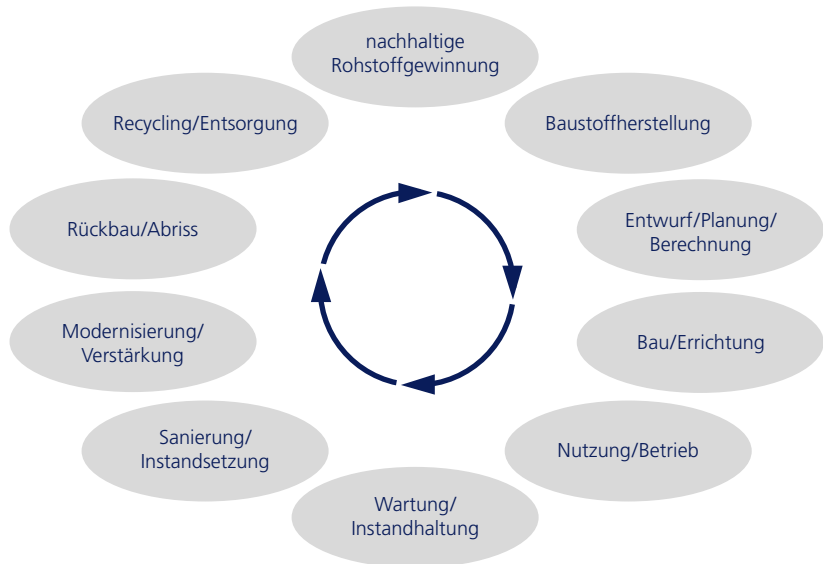 nachhaltige
Rohstoffgewinnung
Baustoffherstellung
Entwurf/Planung/
Berechnung
Bau/Errichtung
Nutzung/Betrieb
Wartung/
Instandhaltung
Sanierung/
Instandsetzung
Modernisierung/
Verstärkung
Rückbau/Abriss
Recycling/Entsorgung